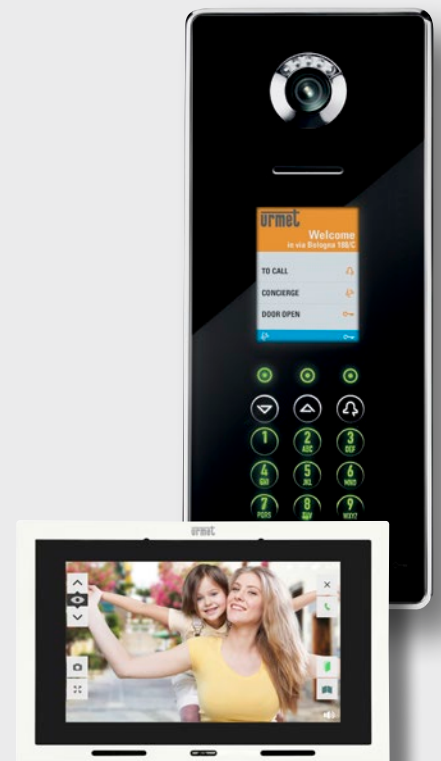 urmet
Welcome
in via Bologna 188/C
TO CALL
CONCIERGE
DOOR OPEN
1 2 3
ABC DEF
4 5 6
GHI JKL MNO
7 8 9
PQRS TUV WXYZ
urmet